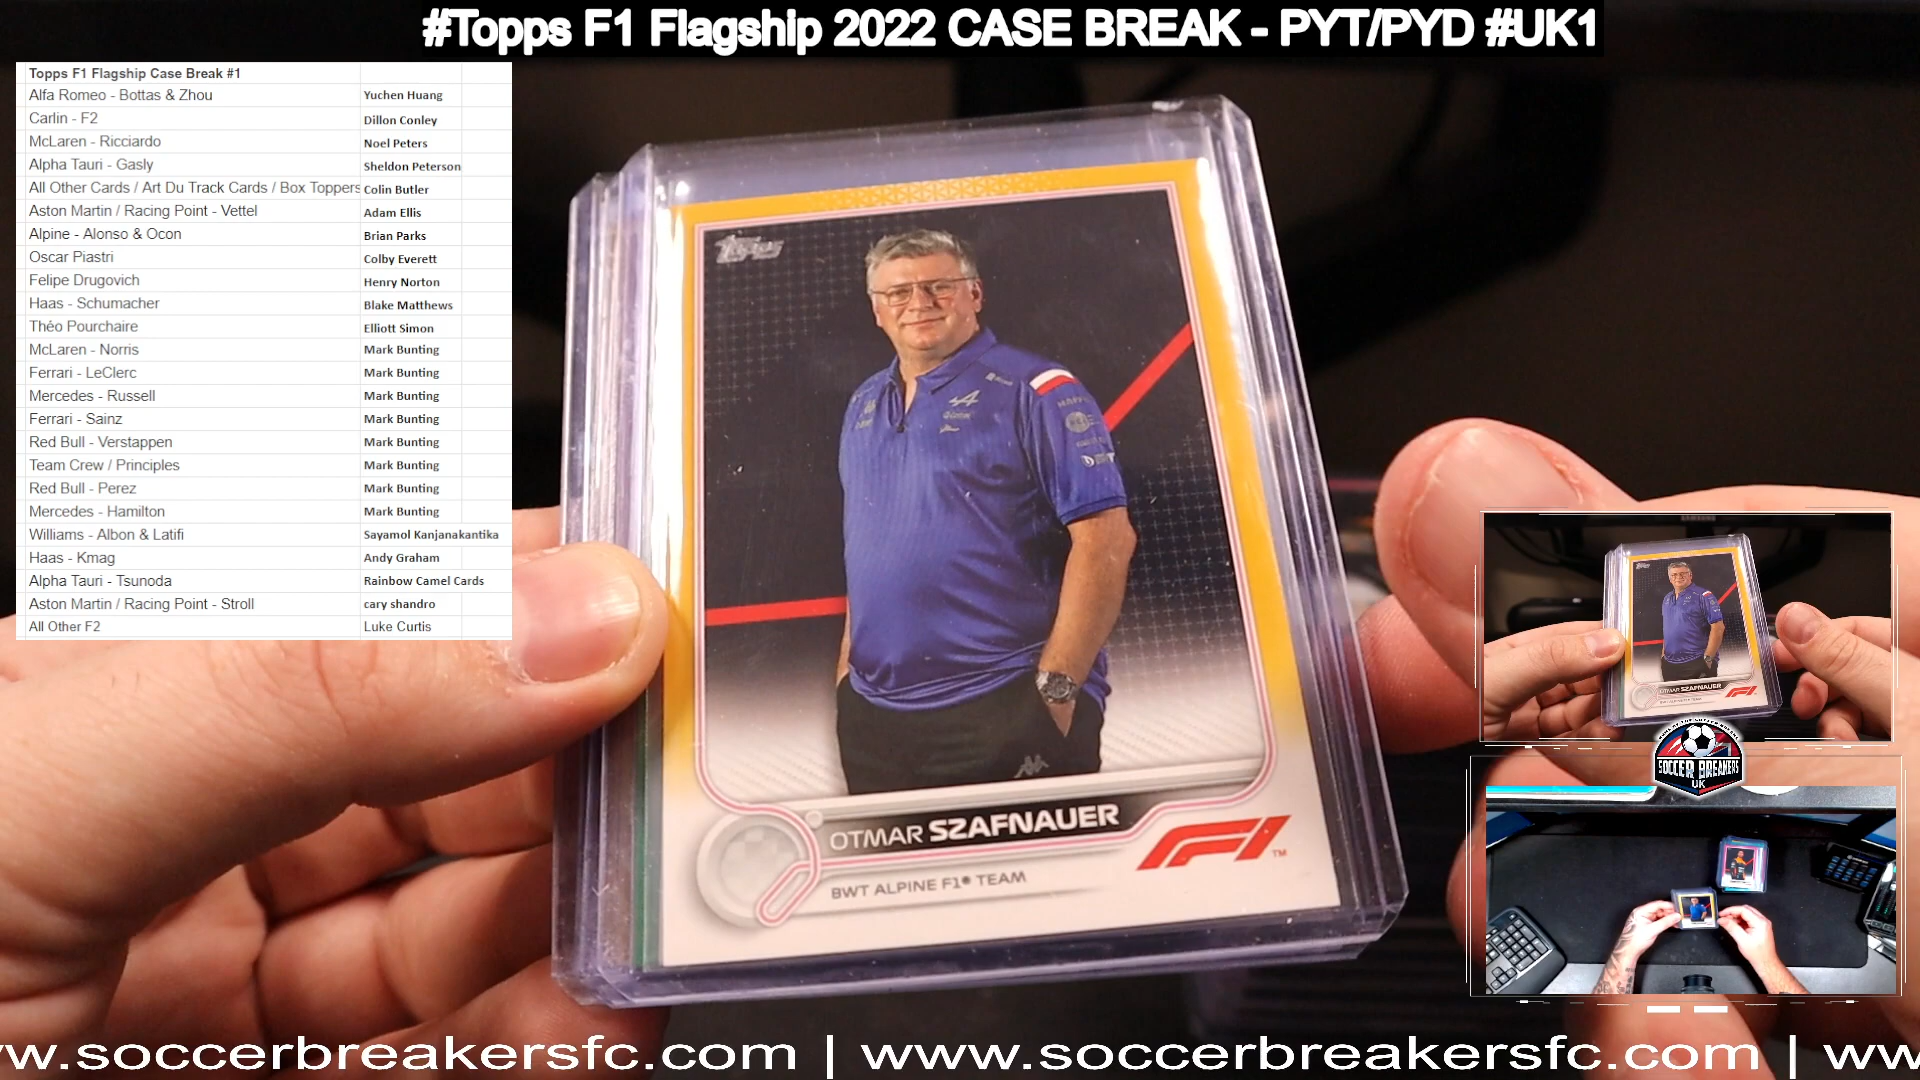 #Topps F1 Flagship 2022 CASE BREAK - PYT/PYD #UK1
Topps F1 Flagship Case Break #1
Alfa Romeo - Bottas & Zhou Yuchen Huang
Carlin - F2 Dillon Conley
McLaren - Ricciardo Noel Peters
Alpha Tauri - Gasly Sheldon Peterson
All Other Cards / Art Du Track Cards / Box Toppers Colin Butler
Aston Martin / Racing Point - Vettel Adam Ellis
Alpine - Alonso & Ocon Brian Parks
Oscar Piastri Colby Everett
Felipe Drugovich Henry Norton
Haas - Schumacher Blake Matthews
Théo Pourchaire Elliott Simon
McLaren - Norris Mark Bunting
Ferrari - LeClerc Mark Bunting
Mercedes - Russell Mark Bunting
Ferrari - Sainz Mark Bunting
Red Bull - Verstappen Mark Bunting
Team Crew / Principles Mark Bunting
Red Bull - Perez Mark Bunting
Mercedes - Hamilton Mark Bunting
Williams - Albon & Latifi Sayamol Kanjanakantika
Haas - Kmag Andy Graham
Alpha Tauri - Tsunoda Rainbow Camel Cards
Aston Martin / Racing Point - Stroll cary shandro
All Other F2 Luke Curtis
Topps
OTMAR SZAFNAUER
BWT ALPINE F1® TEAM
F1™
OTMAR SZAFNAUER
BWT ALPINE F1® TEAM
F1
SOCCER BREAKERS
UK
w.soccerbreakersfc.com | www.soccerbreakersfc.com | ww